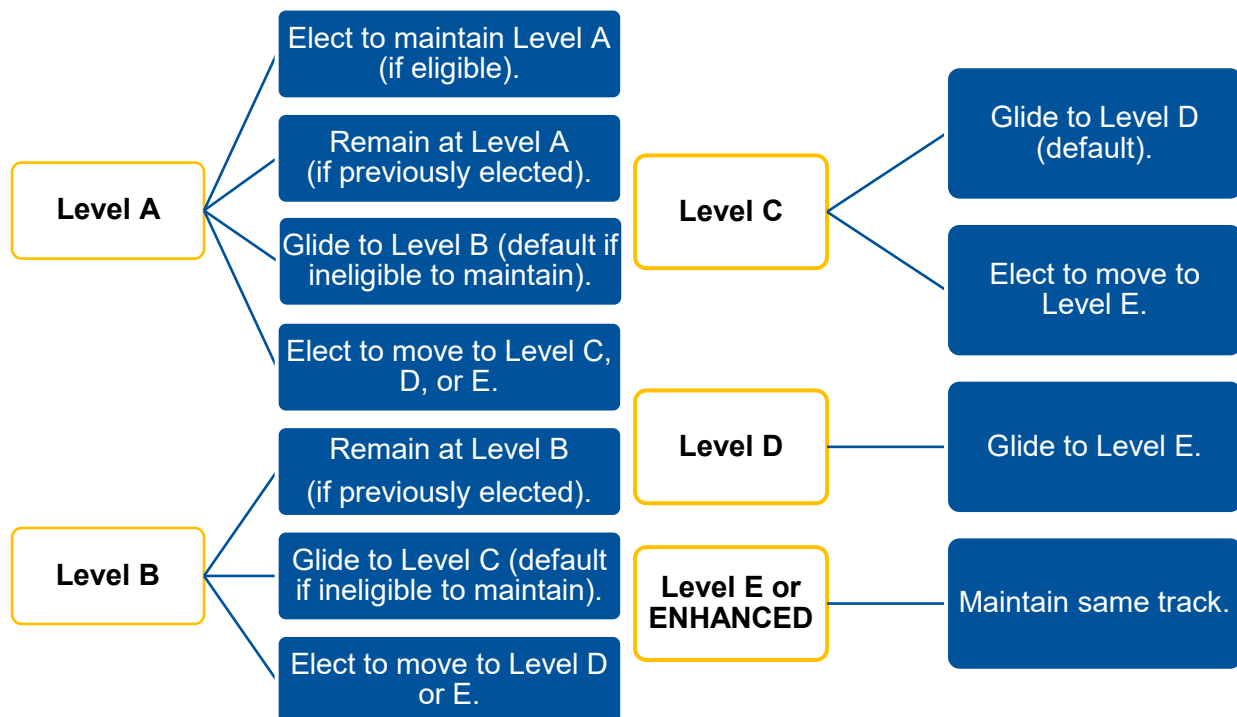 Level A
Elect to maintain Level A
(if eligible).
Remain at Level A
(if previously elected).
Glide to Level B (default if
ineligible to maintain).
Elect to move to Level C,
D, or E.
Level B
Remain at Level B
(if previously elected).
Glide to Level C (default
if ineligible to maintain).
Elect to move to Level D
or E.
Level C
Glide to Level D
(default).
Elect to move to
Level E.
Level D
Glide to Level E.
Level E or
ENHANCED
Maintain same track.